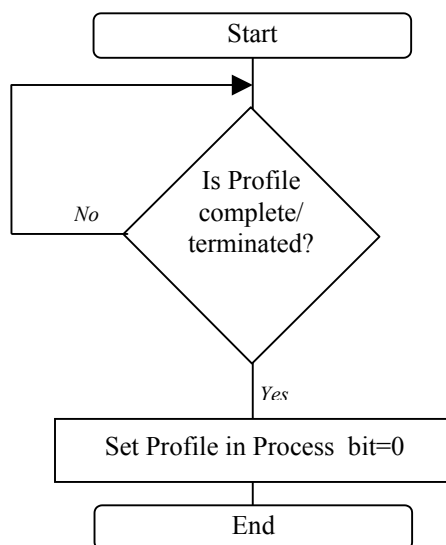 Start
Is Profile
complete/
terminated?
No
Yes
Set Profile in Process  bit=0
End